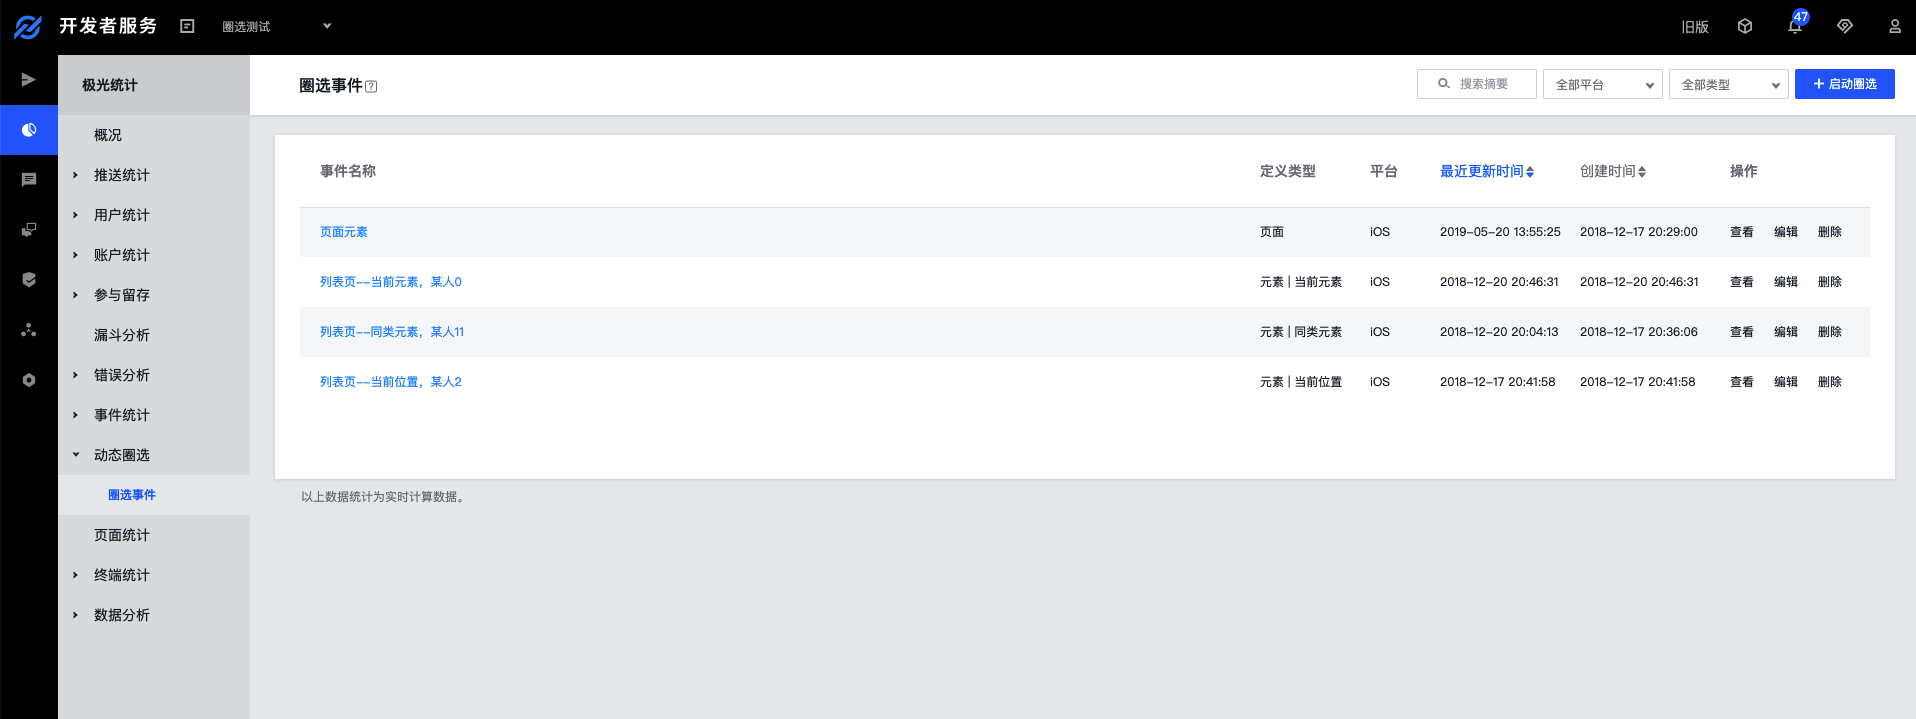 开发者服务
圈选测试
旧版
47
极光统计
概况
推送统计
用户统计
账户统计
参与留存
漏斗分析
错误分析
事件统计
动态圈选
圈选事件
页面统计
终端统计
数据分析
圈选事件?
搜索摘要
全部平台
全部类型
+ 启动圈选
事件名称 定义类型 平台 最近更新时间 创建时间 操作
页面元素 页面 iOS 2019-05-20 13:55:25 2018-12-17 20:29:00 查看 编辑 删除
列表页--当前元素，某人0 元素 | 当前元素 iOS 2018-12-20 20:46:31 2018-12-20 20:46:31 查看 编辑 删除
列表页--同类元素，某人11 元素 | 同类元素 iOS 2018-12-20 20:04:13 2018-12-17 20:36:06 查看 编辑 删除
列表页--当前位置，某人2 元素 | 当前位置 iOS 2018-12-17 20:41:58 2018-12-17 20:41:58 查看 编辑 删除
以上数据统计为实时计算数据。